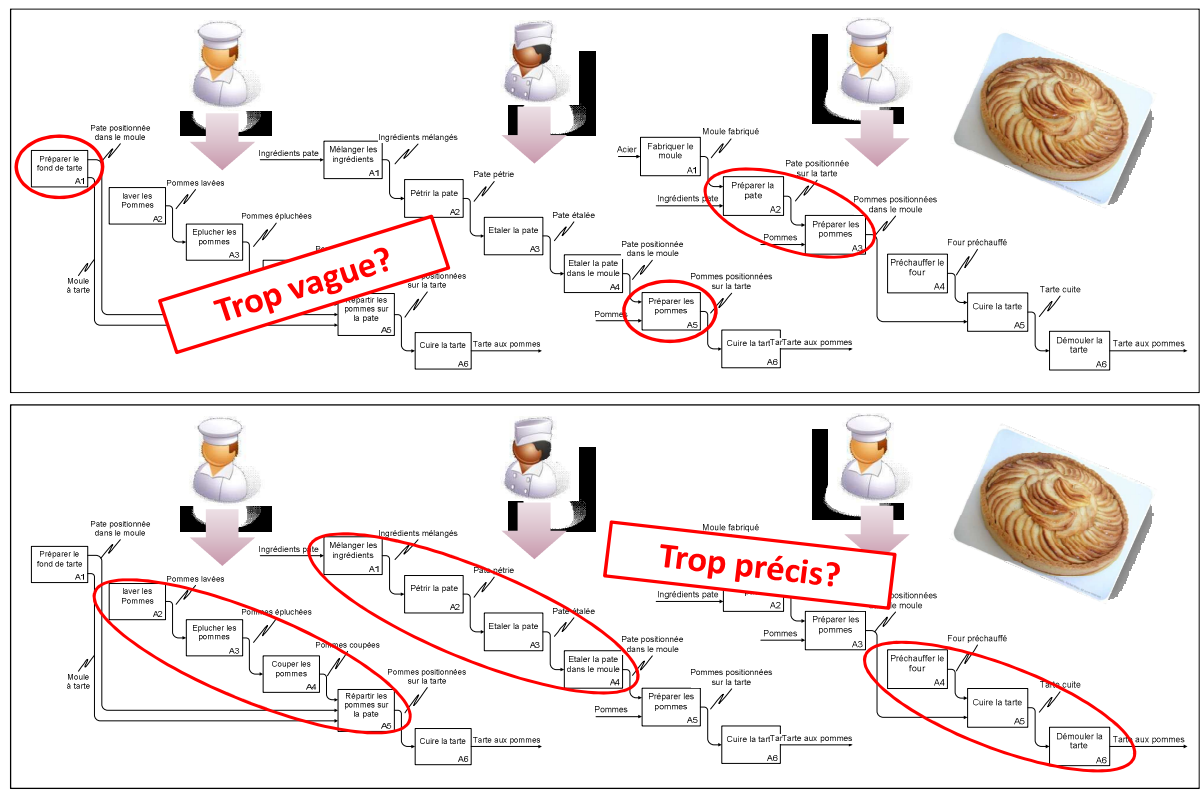 Pate positionnée
dans le moule
Préparer le
fond de tarte
A1
laver les
Pommes
A2
Pommes lavées
Eplucher les
pommes
A3
Pommes épluchées
Moule
à tarte
Trop vague?
Répartir les
pommes sur
la pate
A5
positionnées
sur la tarte
Cuire la tarte
A6
Tarte aux pommes
Ingrédients pate
Mélanger les
ingrédients
A1
Ingrédients mélangés
Pétrir la pate
A2
Pate pétrie
Etaler la pate
A3
Pate étalée
Etaler la pate
dans le moule
A4
Pate positionnée
dans le moule
Pommes
Préparer les
pommes
A5
Pommes positionnées
sur la tarte
Cuire la tart
A6
Tarte aux pommes
Acier
Fabriquer le
moule
A1
Moule fabriqué
Ingrédients pate
Préparer la
pate
A2
Pate positionnée
sur la tarte
Pommes
Préparer les
pommes
A3
Pommes positionnées
dans le moule
Préchauffer le
four
A4
Four préchauffé
Cuire la tarte
A5
Tarte cuite
Démouler la
tarte
A6
Tarte aux pommes
Pate positionnée
dans le moule
Préparer le
fond de tarte
A1
laver les
Pommes
A2
Pommes lavées
Eplucher les
pommes
A3
Pommes épluchées
Couper les
pommes
A4
Pommes coupées
Moule
à tarte
Répartir les
pommes sur
la pate
A5
Pommes positionnées
sur la tarte
Cuire la tarte
A6
Tarte aux pommes
Ingrédients pate
Mélanger les
ingrédients
A1
Ingrédients mélangés
Pétrir la pate
A2
Pate pétrie
Etaler la pate
A3
Pate étalée
Etaler la pate
dans le moule
A4
Pate positionnée
dans le moule
Pommes
Préparer les
pommes
A5
Pommes positionnées
sur la tarte
Cuire la tart
A6
Tarte aux pommes
Moule fabriqué
Trop précis?
Ingrédients pate
A2
Pommes
Préparer les
pommes
A3
positionnées
le moule
Préchauffer le
four
A4
Four préchauffé
Cuire la tarte
A5
Tarte cuite
Démouler la
tarte
A6
Tarte aux pommes